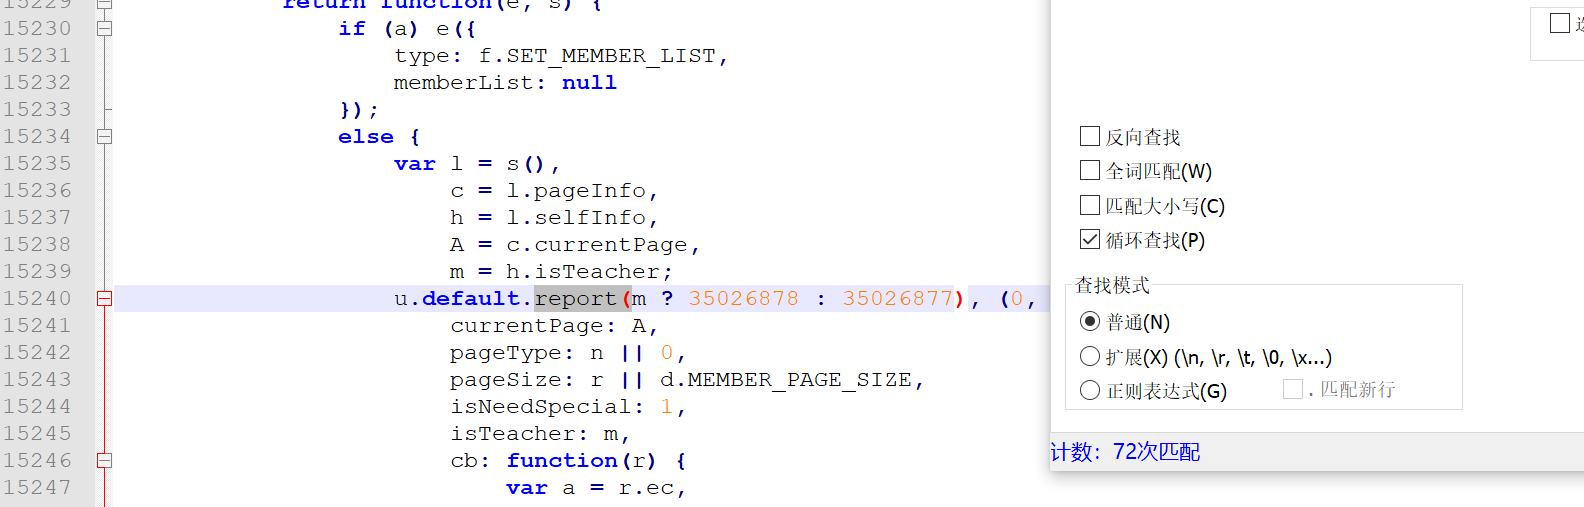 15229 return function(e, s) {
15230 if (a) e({
15231 type: f.SET_MEMBER_LIST,
15232 memberList: null
15233 });
15234 else {
15235 var l = s(),
15236 c = l.pageInfo,
15237 h = l.selfInfo,
15238 A = c.currentPage,
15239 m = h.isTeacher;
15240 u.default.report(m ? 35026878 : 35026877), (0,
15241 currentPage: A,
15242 pageType: n || 0,
15243 pageSize: r || d.MEMBER_PAGE_SIZE,
15244 isNeedSpecial: 1,
15245 isTeacher: m,
15246 cb: function(r) {
15247 var a = r.ec,
反向查找
全词匹配(W)
匹配大小写(C)
循环查找(P)
查找模式
普通(N)
扩展(X) (\n, \r, \t, \0, \x...)
正则表达式(G) . 匹配新行
计数：72次匹配